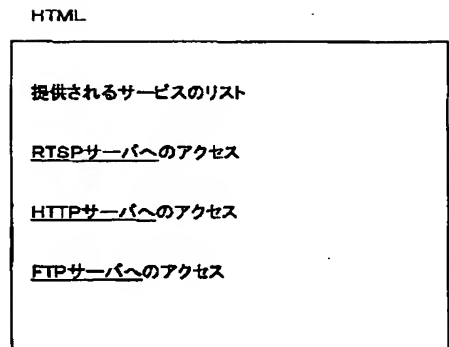 HTML
提供されるサービスのリスト
RTSPサーバへのアクセス
HTTPサーバへのアクセス
FTPサーバへのアクセス